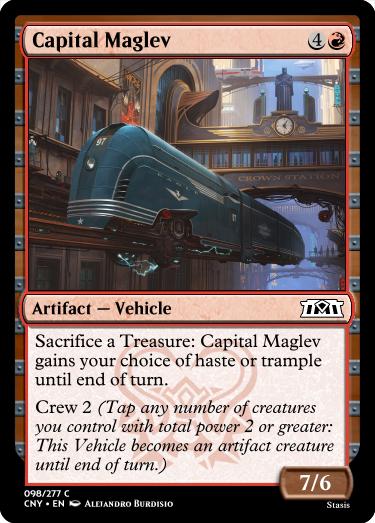 Capital Maglev 4
91
CROWN STATION
91
Artifact — Vehicle
Sacrifice a Treasure: Capital Maglev
gains your choice of haste or trample
until end of turn.
Crew 2 (Tap any number of creatures
you control with total power 2 or greater:
This Vehicle becomes an artifact creature
until end of turn.)
7/6
098/277 C
CNY • EN Alejandro Burdisio
Stasis